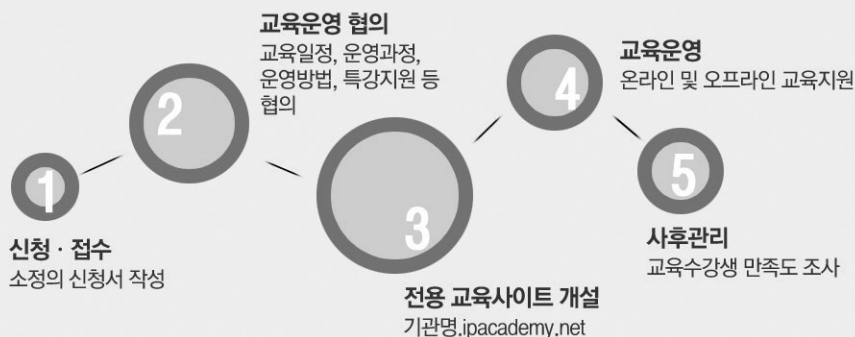 1
신청 · 접수
소정의 신청서 작성
2
교육운영 협의
교육일정, 운영과정,
운영방법, 특강지원 등
협의
3
전용 교육사이트 개설
기관명.ipacademy.net
4
교육운영
온라인 및 오프라인 교육지원
5
사후관리
교육수강생 만족도 조사